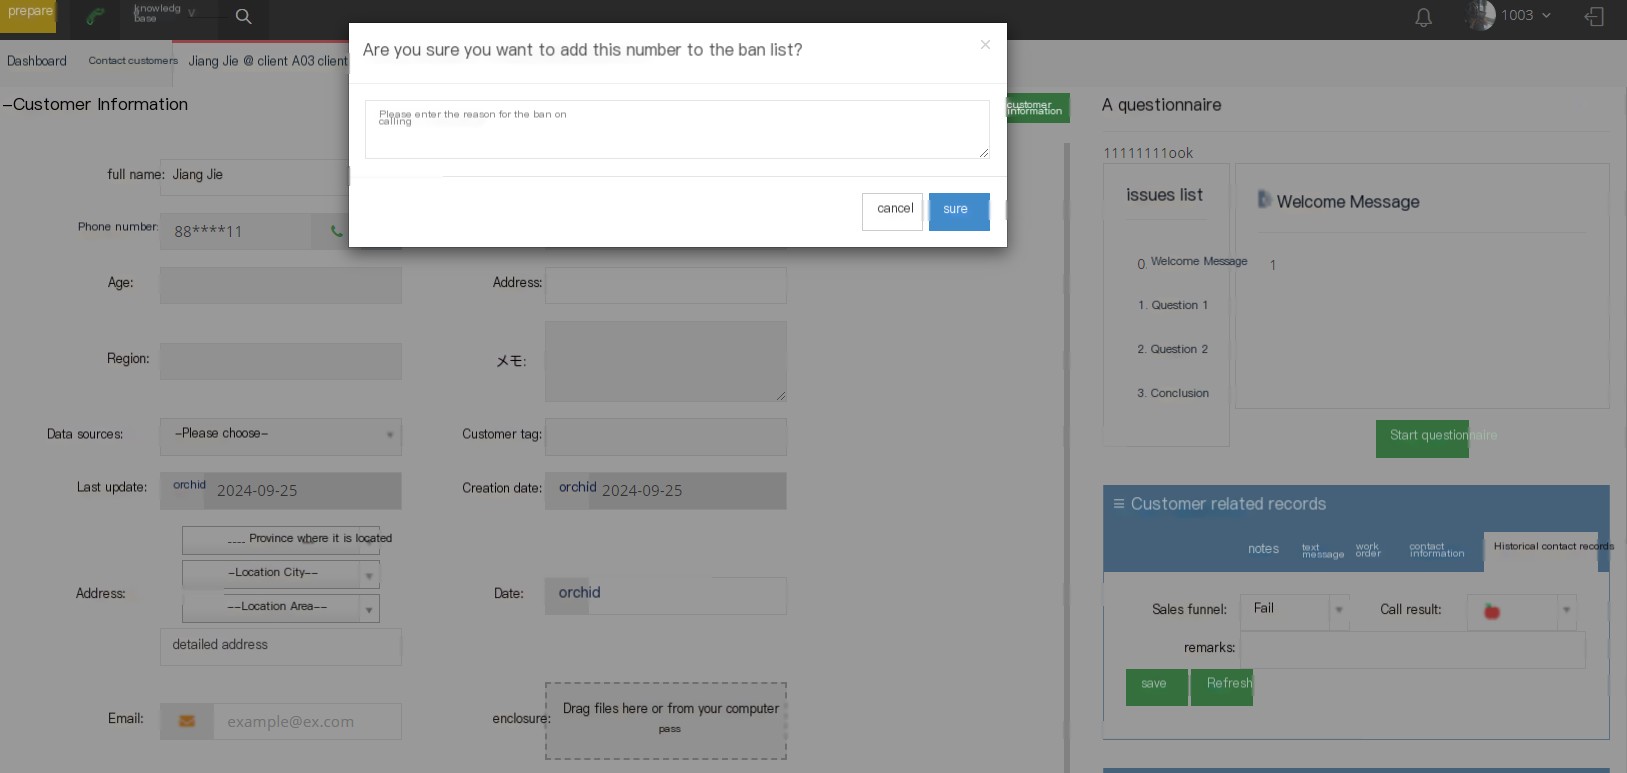 prepare
knowledg
base
1003
Are you sure you want to add this number to the ban list?
×
Please enter the reason for the ban on
calling
cancel
sure
Dashboard
Contact customers
Jiang Jie @ client A03 client
–Customer Information
customer
information
full name:
Jiang Jie
Phone number:
88****11
Age:
Address:
Region:
メモ:
Data sources:
–Please choose–
Customer tag:
Last update:
orchid
2024-09-25
Creation date:
orchid
2024-09-25
---- Province where it is located
–Location City––
––Location Area––
Address:
detailed address
Date:
orchid
Email:
example@ex.com
enclosure:
Drag files here or from your computer
pass
A questionnaire
11111111ook
issues list
0. Welcome Message
1. Question 1
2. Question 2
3. Conclusion
Welcome Message
1
Start questionnaire
Customer related records
notes
text
message
work
order
contact
information
Historical contact records
Sales funnel:
Fail
Call result:
remarks:
save
Refresh